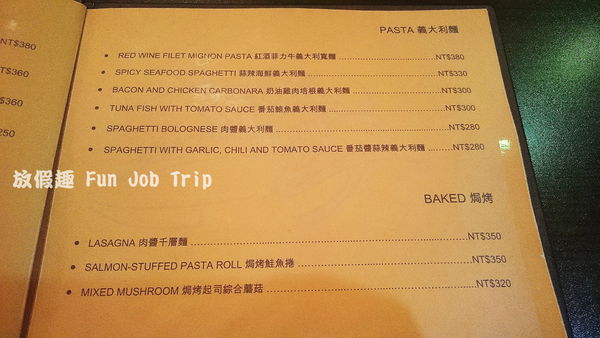 NT$380
NT$360
NT$360
250
PASTA 義大利麵
RED WINE FILET MIGNON PASTA 紅酒菲力牛義大利寬麵 NT$380
SPICY SEAFOOD SPAGHETTI 蒜辣海鮮義大利麵 NT$330
BACON AND CHICKEN CARBONARA 奶油雞肉培根義大利麵 NT$300
TUNA FISH WITH TOMATO SAUCE 番茄鮪魚義大利麵 NT$300
SPAGHETTI BOLOGNESE 肉醬義大利麵 NT$280
SPAGHETTI WITH GARLIC, CHILI AND TOMATO SAUCE 番茄醬蒜辣義大利麵 NT$280
放假趣 Fun Job Trip
BAKED 焗烤
LASAGNA 肉醬千層麵 NT$350
SALMON-STUFFED PASTA ROLL 焗烤鮭魚捲 NT$350
MIXED MUSHROOM 焗烤起司綜合蘑菇 NT$320